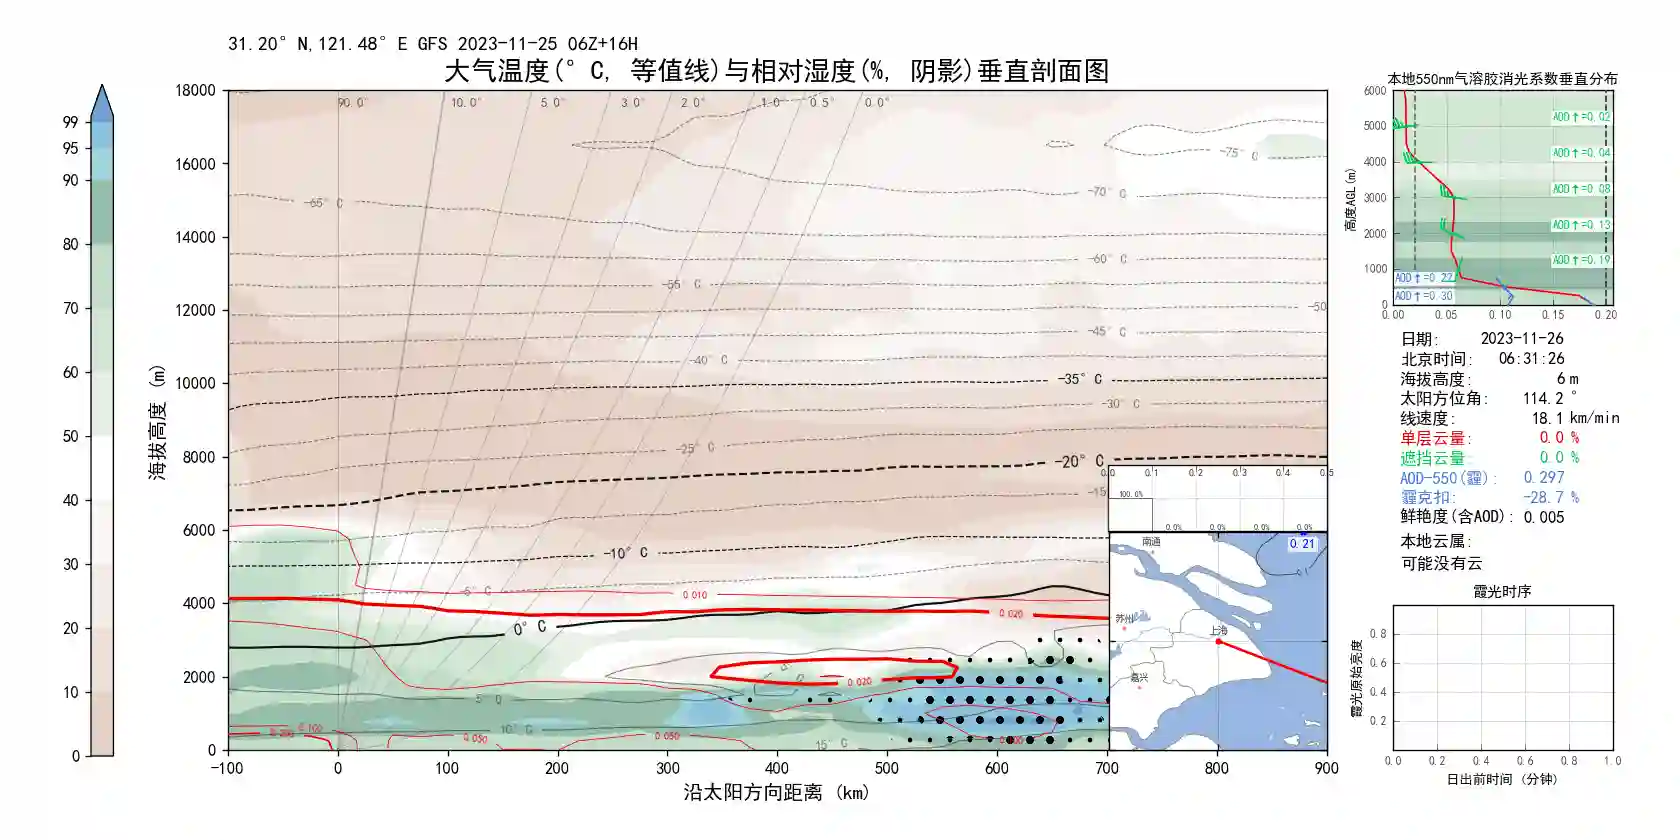 31.20° N,121.48° E GFS 2023-11-25 06Z+16H
大气温度(° C, 等值线)与相对湿度(%, 阴影)垂直剖面图
99
95
90
80
70
60
50
40
30
20
10
0
海拔高度 (m)
18000
16000
14000
12000
10000
8000
6000
4000
2000
0
90.0°
10.0°
5.0°
3.0°
2.0°
1.0°
0.5°
0.0°
-75° C
-70° C
-65° C
-60° C
-55° C
-50
-45° C
-40° C
-35° C
-30° C
-25° C
-20° C
-15
-10° C
-5° C
0.010
0.020
0° C
0.020
5° C
10° C
15° C
0.200
0.100
0.050
0.050
0.0
0.1
0.2
0.3
0.4
0.5
100.0%
0.0%
0.0%
0.0%
0.0%
南通
0.21
0.1
苏州
上海
嘉兴
-100
0
100
200
300
400
500
600
700
800
900
沿太阳方向距离 (km)
本地550nm气溶胶消光系数垂直分布
高度AGL(m)
6000
5000
4000
3000
2000
1000
0
AOD↑=0.02
AOD↑=0.04
AOD↑=0.08
AOD↑=0.13
AOD↑=0.19
AOD↑=0.22
AOD↑=0.30
0.00
0.05
0.10
0.15
0.20
日期: 2023-11-26
北京时间: 06:31:26
海拔高度: 6 m
太阳方位角: 114.2 °
线速度: 18.1 km/min
单层云量: 0.0 %
遮挡云量: 0.0 %
AOD-550(霾): 0.297
霾克扣: -28.7 %
鲜艳度(含AOD): 0.005
本地云属:
可能没有云
霞光时序
霞光原始亮度
0.8
0.6
0.4
0.2
0.0
0.2
0.4
0.6
0.8
1.0
日出前时间 (分钟)